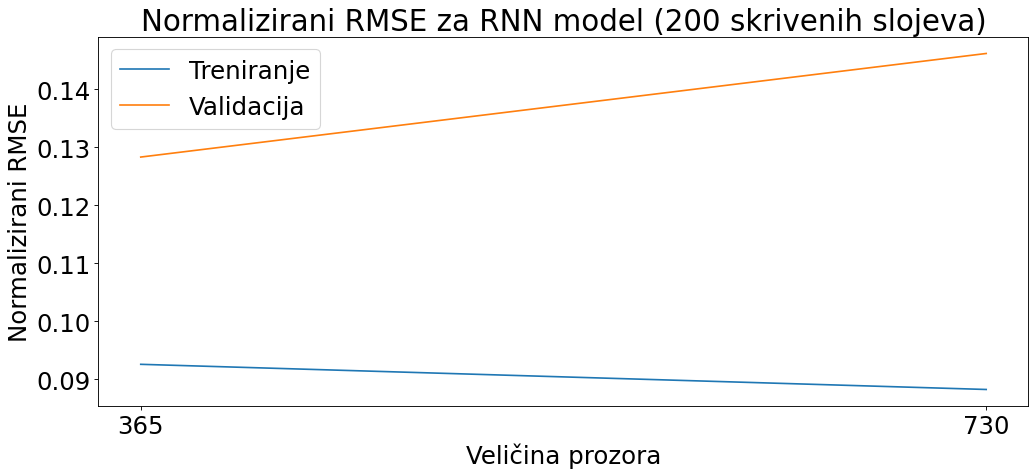 Normalizirani RMSE za RNN model (200 skrivenih slojeva)
Treniranje
Validacija
Normalizirani RMSE
0.14
0.13
0.12
0.11
0.10
0.09
365
730
Veličina prozora